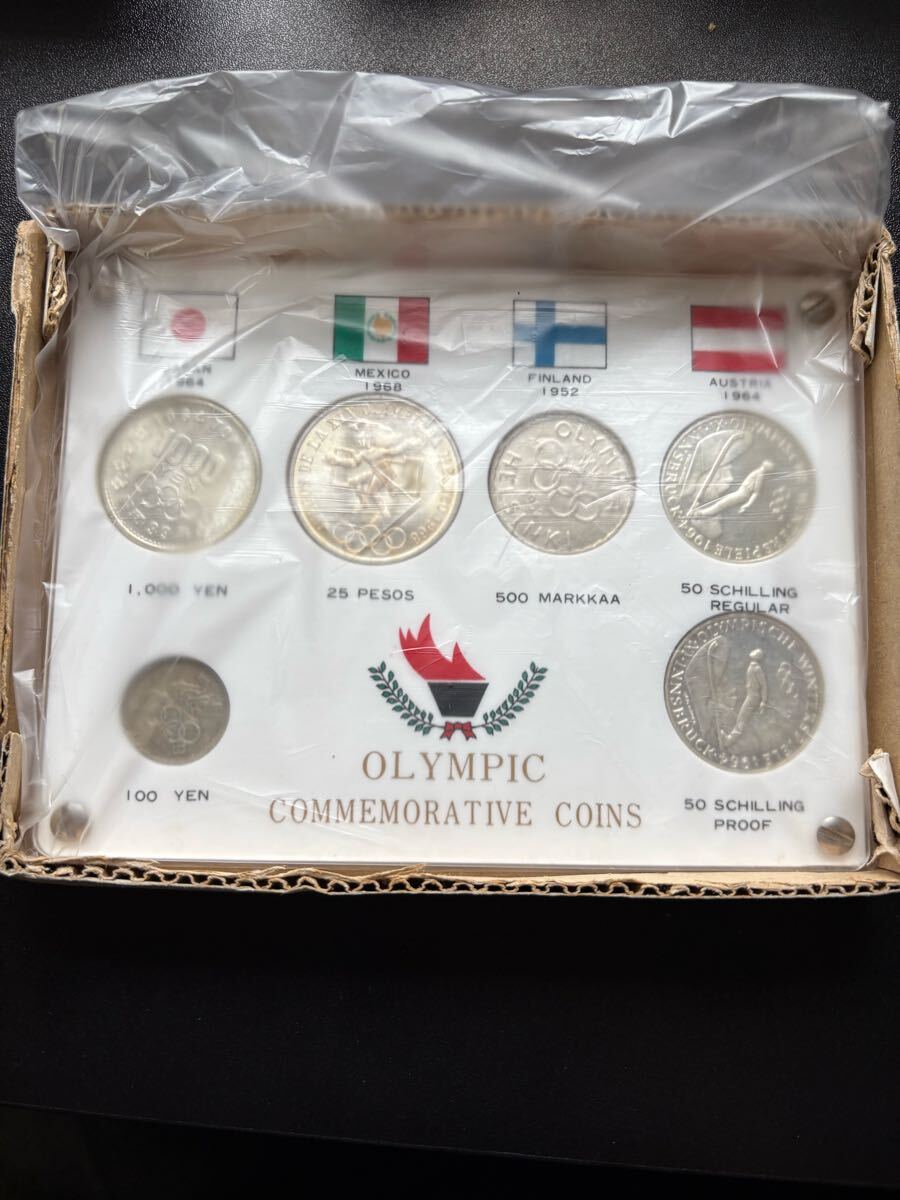 1964
MEXICO
1968
FINLAND
1952
AUSTRIA
1964
1,000 YEN
25 PESOS
500 MARKKAA
50 SCHILLING
REGULAR
100 YEN
OLYMPIC
COMMEMORATIVE COINS
50 SCHILLING
PROOF